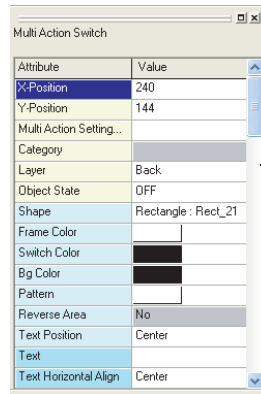 Multi Action Switch
Attribute Value
X-Position 240
Y-Position 144
Multi Action Setting...
Category
Layer Back
Object State OFF
Shape Rectangle : Rect_21
Frame Color
Switch Color
Bg Color
Pattern
Reverse Area No
Text Position Center
Text
Text Horizontal Align Center